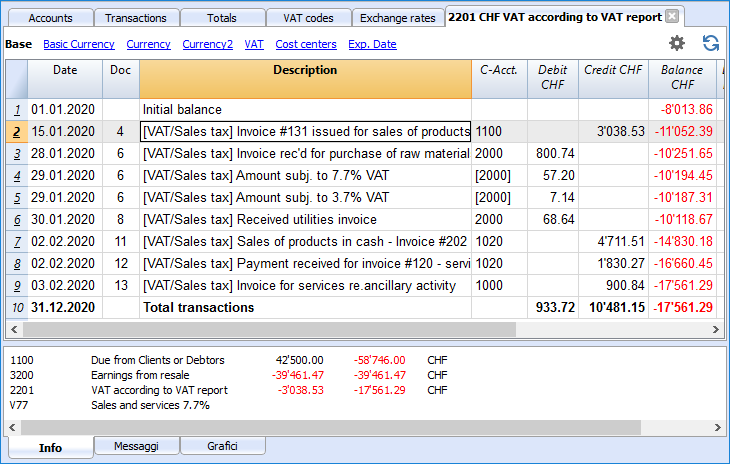 Accounts Transactions Totals VAT codes Exchange rates 2201 CHF VAT according to VAT report
Base Basic Currency Currency Currency2 VAT Cost centers Exp. Date
Date Doc Description C-Acct. Debit CHF Credit CHF Balance CHF
1 01.01.2020 Initial balance -8'013.86
2 15.01.2020 4 [VAT/Sales tax] Invoice #131 issued for sales of products 1100 3'038.53 -11'052.39
3 28.01.2020 6 [VAT/Sales tax] Invoice rec'd for purchase of raw material 2000 800.74 -10'251.65
4 29.01.2020 6 [VAT/Sales tax] Amount subj. to 7.7% VAT [2000] 57.20 -10'194.45
5 29.01.2020 6 [VAT/Sales tax] Amount subj. to 3.7% VAT [2000] 7.14 -10'187.31
6 30.01.2020 8 [VAT/Sales tax] Received utilities invoice 2000 68.64 -10'118.67
7 02.02.2020 11 [VAT/Sales tax] Sales of products in cash - Invoice #202 1020 4'711.51 -14'830.18
8 02.02.2020 12 [VAT/Sales tax] Payment received for invoice #120 - servi 1020 1'830.27 -16'660.45
9 03.02.2020 13 [VAT/Sales tax] Invoice for services re.ancillary activity 1000 900.84 -17'561.29
10 31.12.2020 Total transactions 933.72 10'481.15 -17'561.29
1100 Due from Clients or Debtors 42'500.00 -58'746.00 CHF
3200 Earnings from resale -39'461.47 -39'461.47 CHF
2201 VAT according to VAT report -3'038.53 -17'561.29 CHF
V77 Sales and services 7.7%
Info Messaggi Grafici